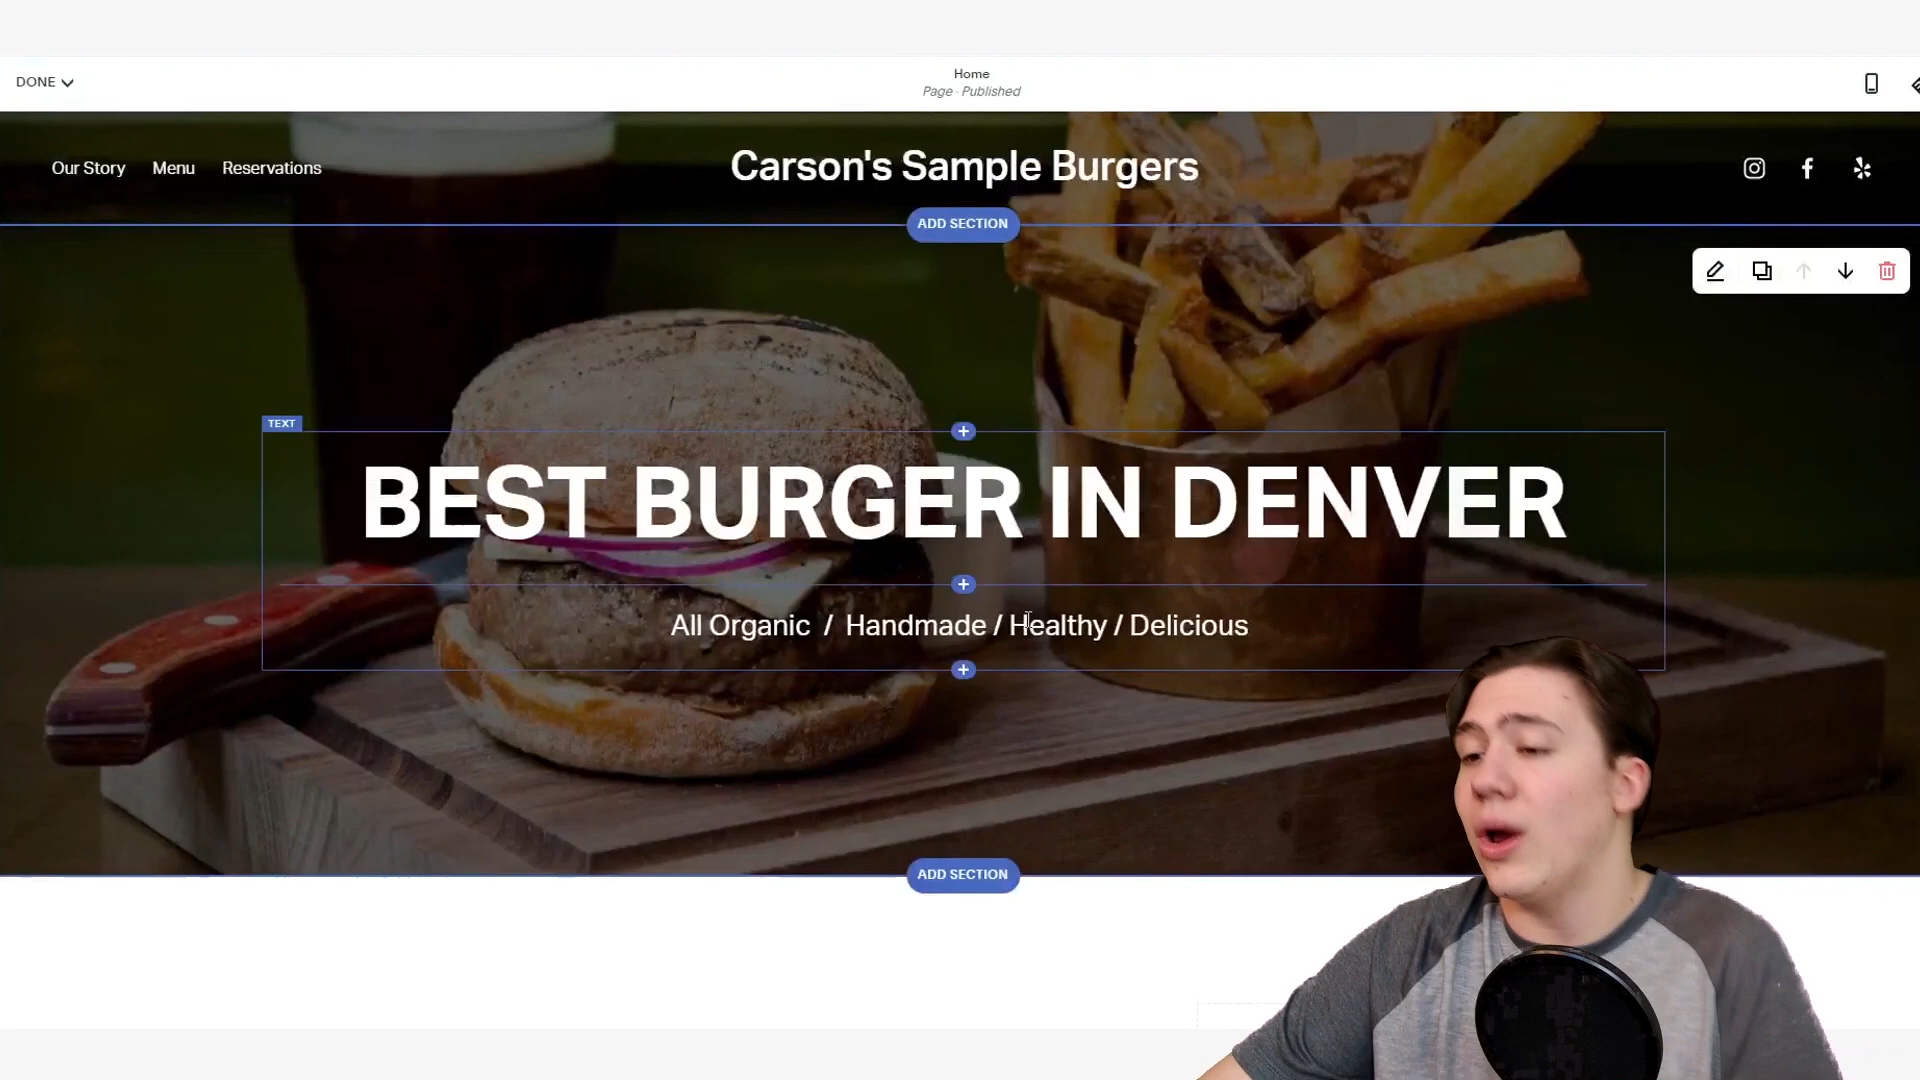 DONE
Home
Page · Published
Our Story Menu Reservations
Carson's Sample Burgers
ADD SECTION
TEXT
BEST BURGER IN DENVER
All Organic / Handmade / Healthy / Delicious
ADD SECTION